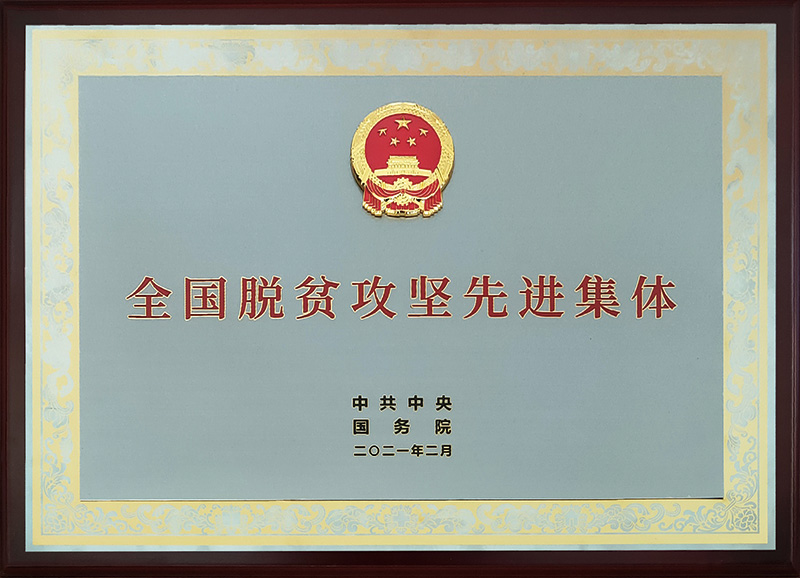 全国脱贫攻坚先进集体
中共中央
国务院
二〇二一年二月